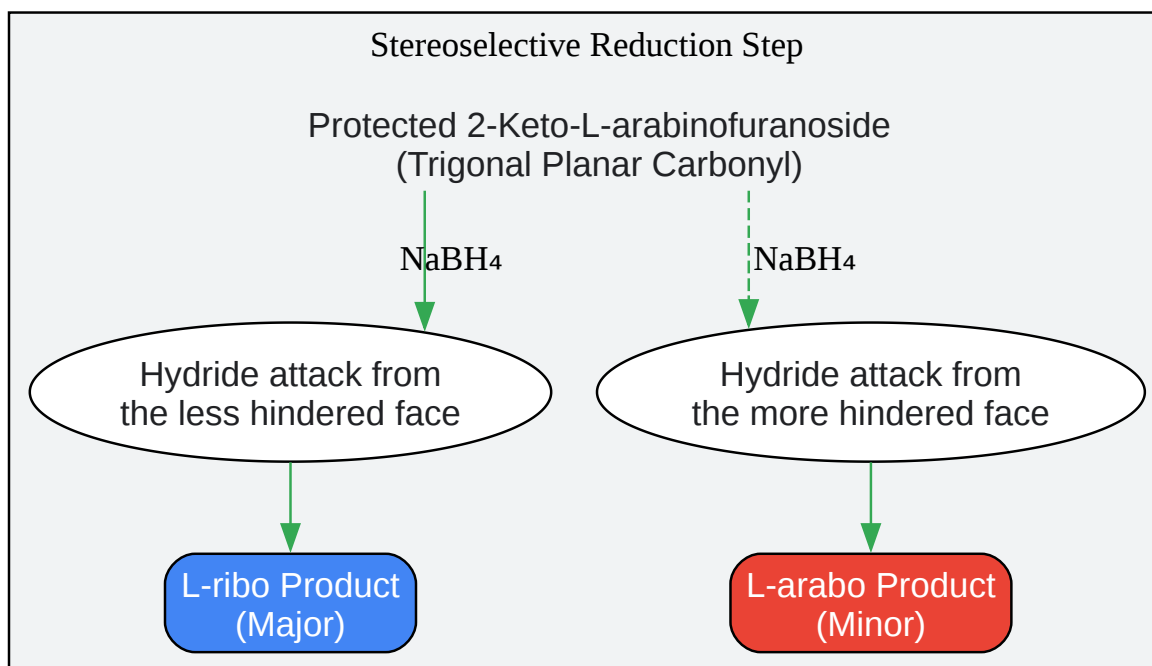 Stereoselective Reduction Step
Protected 2-Keto-L-arabinofuranoside
(Trigonal Planar Carbonyl)
NaBH₄
NaBH₄
Hydride attack from
the less hindered face
Hydride attack from
the more hindered face
L-ribo Product
(Major)
L-arabo Product
(Minor)